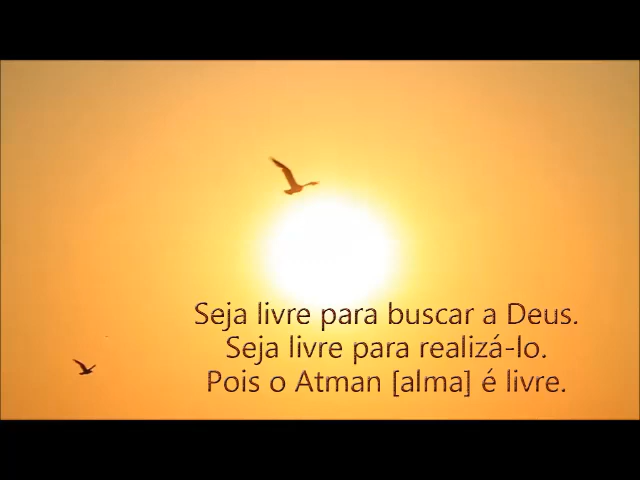 Seja livre para buscar a Deus.
Seja livre para realizá-lo.
Pois o Atman [alma] é livre.